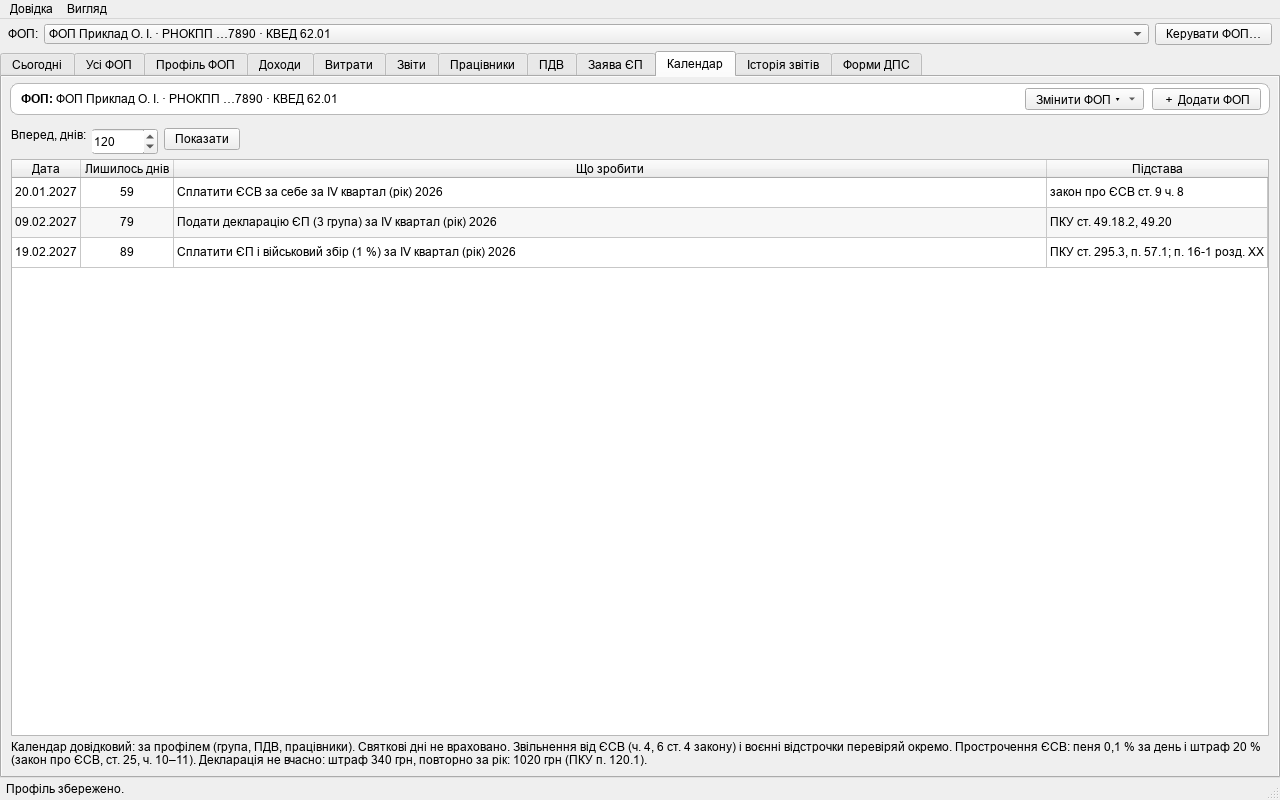 Довідка Вигляд
ФОП: ФОП Приклад О. І. · РНОКПП …7890 · КВЕД 62.01 Керувати ФОП…
Сьогодні Усі ФОП Профіль ФОП Доходи Витрати Звіти Працівники ПДВ Заява ЄП Календар Історія звітів Форми ДПС
ФОП: ФОП Приклад О. І. · РНОКПП …7890 · КВЕД 62.01 Змінити ФОП ▾ + Додати ФОП
Вперед, днів: 120 Показати
Дата Лишилось днів Що зробити Підстава
20.01.2027 59 Сплатити ЄСВ за себе за IV квартал (рік) 2026 закон про ЄСВ ст. 9 ч. 8
09.02.2027 79 Подати декларацію ЄП (3 група) за IV квартал (рік) 2026 ПКУ ст. 49.18.2, 49.20
19.02.2027 89 Сплатити ЄП і військовий збір (1 %) за IV квартал (рік) 2026 ПКУ ст. 295.3, п. 57.1; п. 16-1 розд. XX
Календар довідковий: за профілем (група, ПДВ, працівники). Святкові дні не враховано. Звільнення від ЄСВ (ч. 4, 6 ст. 4 закону) і воєнні відстрочки перевіряй окремо. Прострочення ЄСВ: пеня 0,1 % за день і штраф 20 %
(закон про ЄСВ, ст. 25, ч. 10–11). Декларація не вчасно: штраф 340 грн, повторно за рік: 1020 грн (ПКУ п. 120.1).
Профіль збережено.